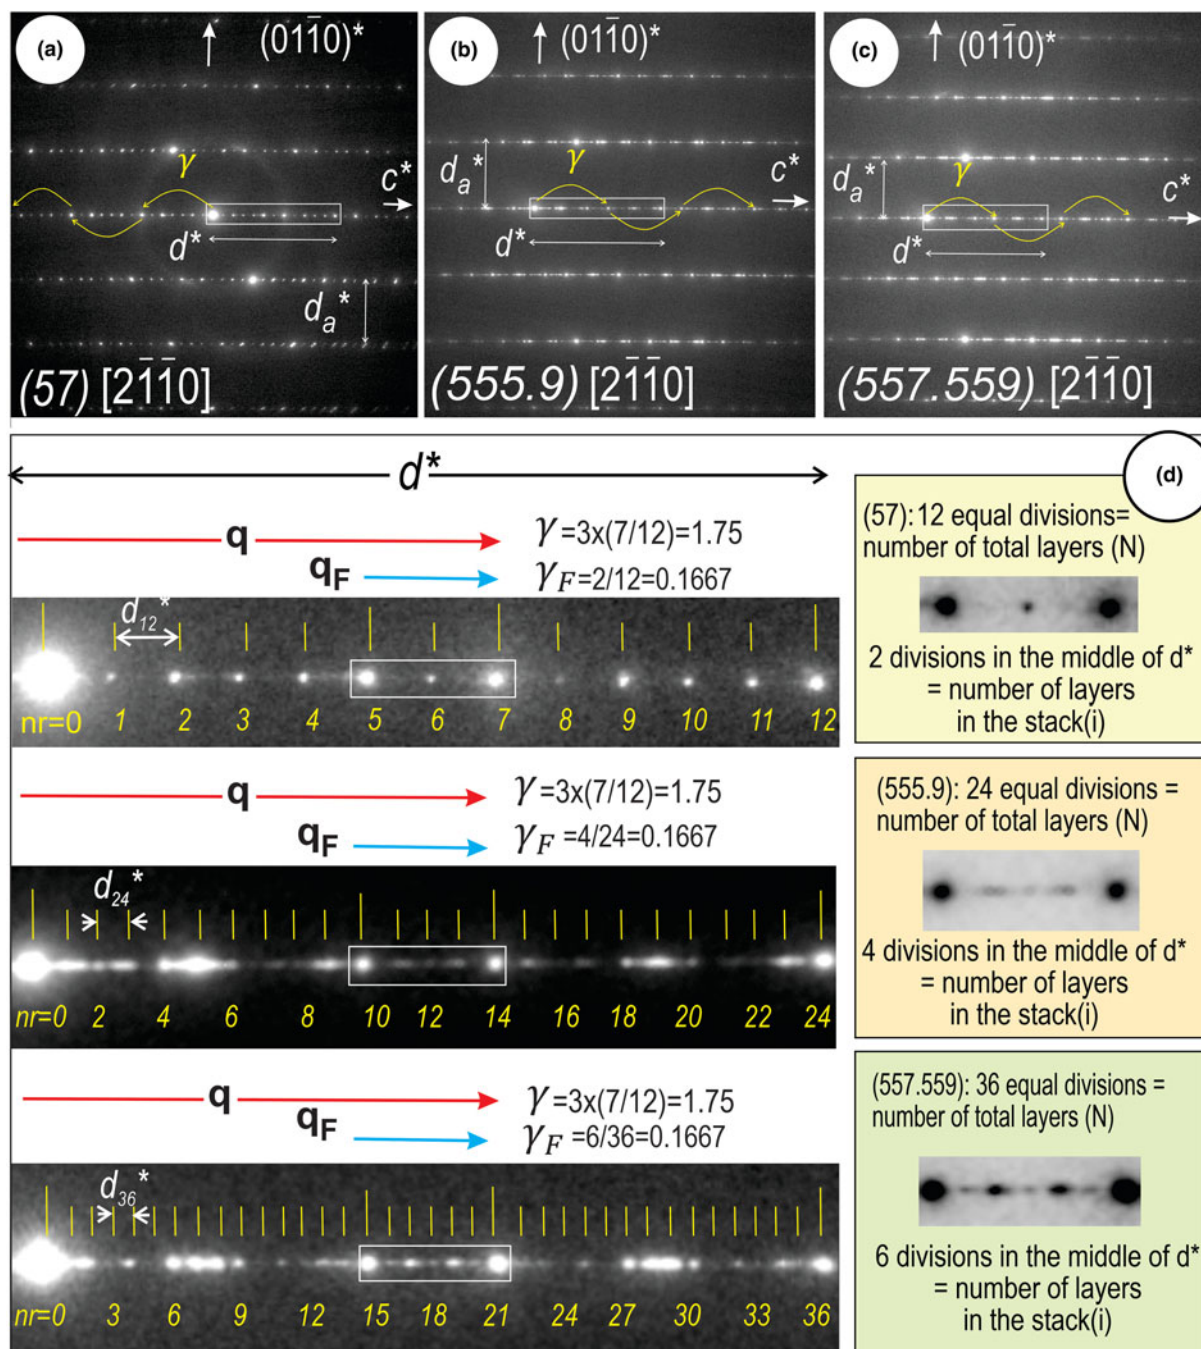 (a)
(01̄10)*
γ
c*
d*
d_a*
(57) [21̄1̄0]
(b)
(01̄10)*
d_a*
γ
c*
d*
(555.9) [21̄1̄0]
(c)
(01̄10)*
d_a*
γ
c*
d*
(557.559) [21̄1̄0]
d*
(d)
q
γ=3x(7/12)=1.75
q_F
γ_F=2/12=0.1667
d_12*
nr=0 1 2 3 4 5 6 7 8 9 10 11 12
(57): 12 equal divisions=
number of total layers (N)
2 divisions in the middle of d*
= number of layers
in the stack(i)
q
γ=3x(7/12)=1.75
q_F
γ_F=4/24=0.1667
d_24*
nr=0 2 4 6 8 10 12 14 16 18 20 22 24
(555.9): 24 equal divisions =
number of total layers (N)
4 divisions in the middle of d*
= number of layers
in the stack(i)
q
γ=3x(7/12)=1.75
q_F
γ_F=6/36=0.1667
d_36*
nr=0 3 6 9 12 15 18 21 24 27 30 33 36
(557.559): 36 equal divisions =
number of total layers (N)
6 divisions in the middle of d*
= number of layers
in the stack(i)